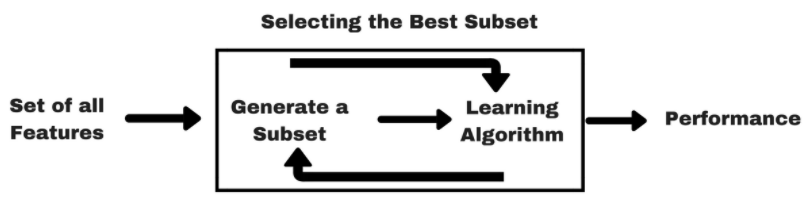 Selecting the Best Subset
Set of all
Features
Generate a
Subset
Learning
Algorithm
Performance